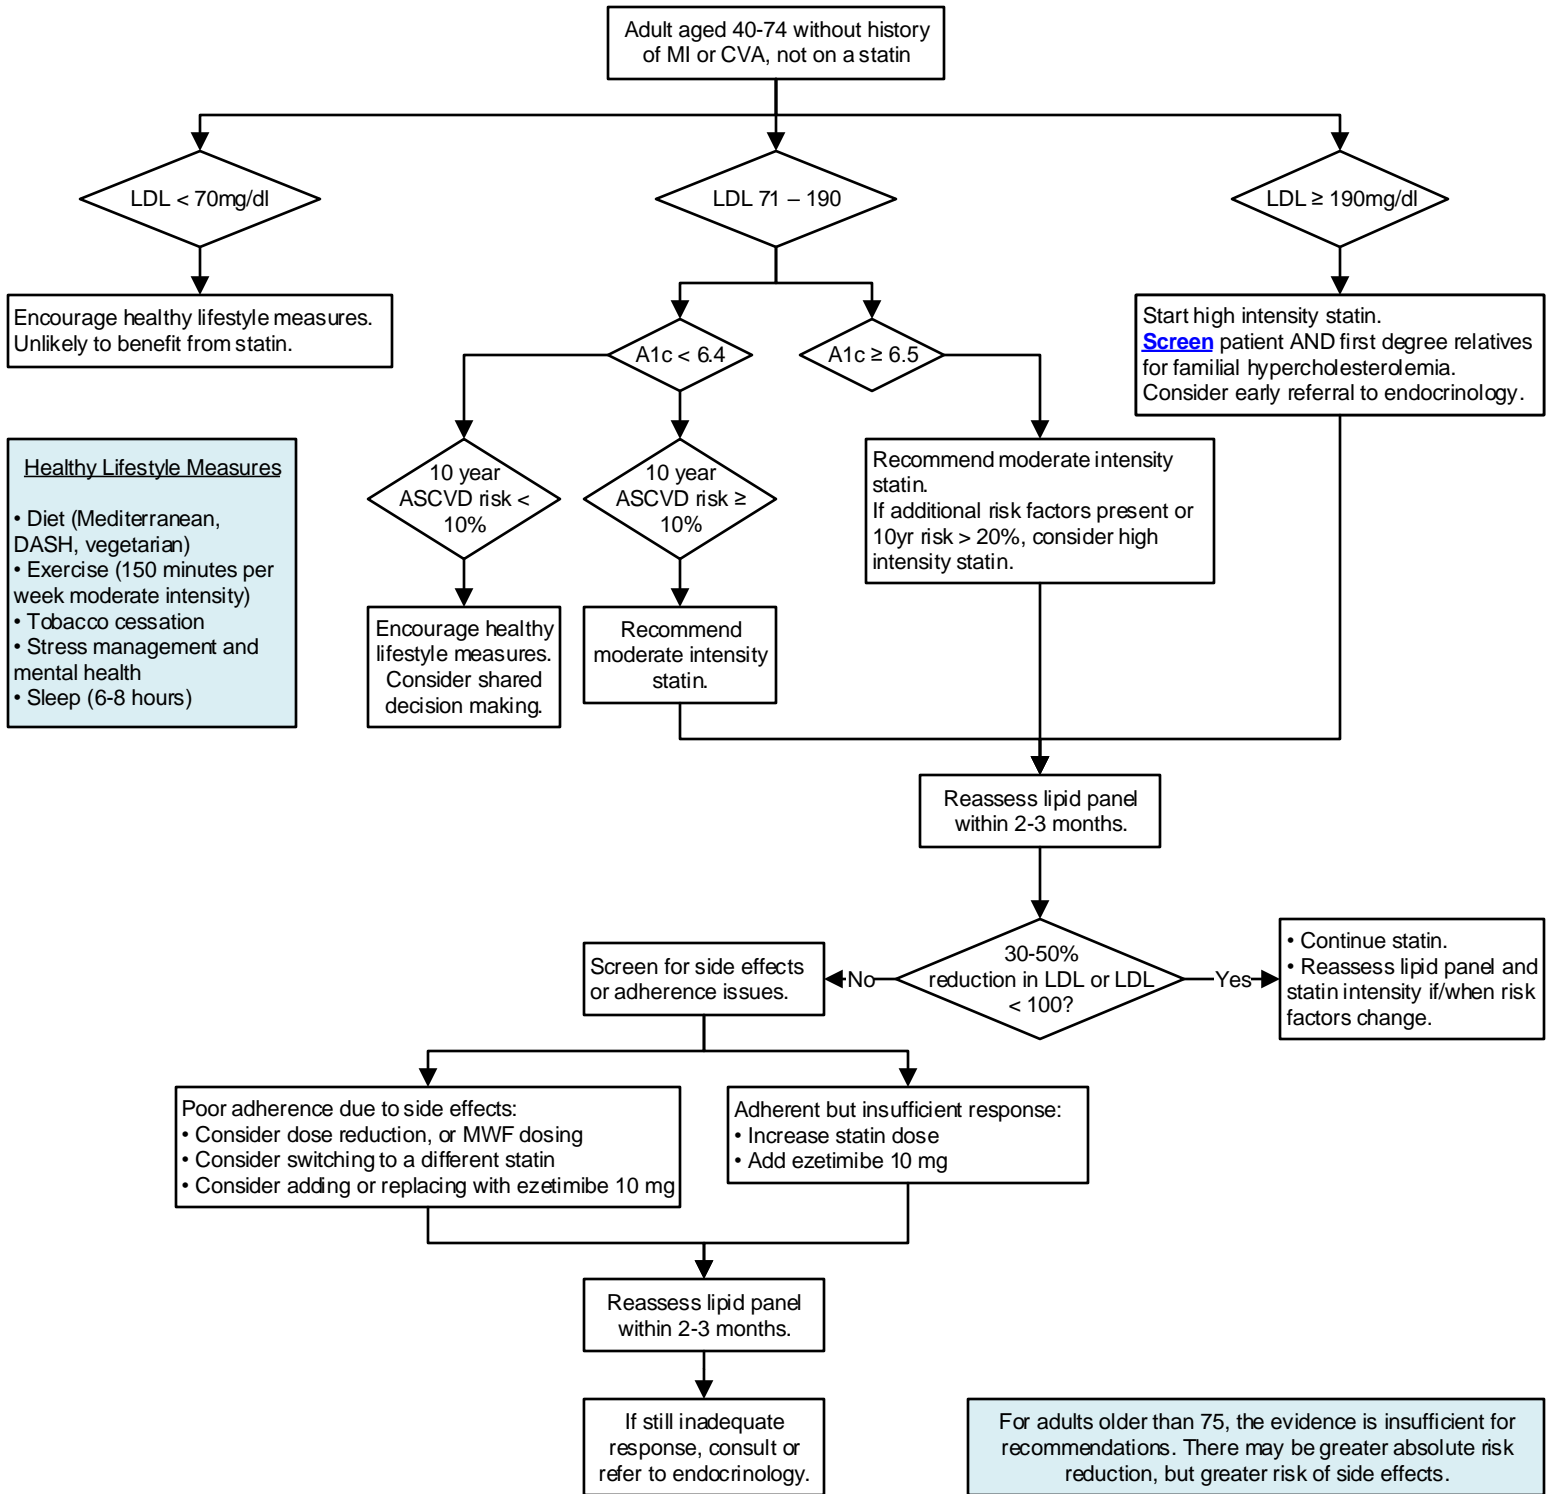 Adult aged 40-74 without history
of MI or CVA, not on a statin
LDL < 70mg/dl
LDL 71 – 190
LDL ≥ 190mg/dl
Encourage healthy lifestyle measures.
Unlikely to benefit from statin.
A1c < 6.4
A1c ≥ 6.5
Start high intensity statin.
Screen patient AND first degree relatives
for familial hypercholesterolemia.
Consider early referral to endocrinology.
Healthy Lifestyle Measures
• Diet (Mediterranean,
DASH, vegetarian)
• Exercise (150 minutes per
week moderate intensity)
• Tobacco cessation
• Stress management and
mental health
• Sleep (6-8 hours)
10 year
ASCVD risk <
10%
10 year
ASCVD risk ≥
10%
Recommend moderate intensity
statin.
If additional risk factors present or
10yr risk > 20%, consider high
intensity statin.
Encourage healthy
lifestyle measures.
Consider shared
decision making.
Recommend
moderate intensity
statin.
Reassess lipid panel
within 2-3 months.
30-50%
reduction in LDL or LDL
< 100?
No
Yes
Screen for side effects
or adherence issues.
• Continue statin.
• Reassess lipid panel and
statin intensity if/when risk
factors change.
Poor adherence due to side effects:
• Consider dose reduction, or MWF dosing
• Consider switching to a different statin
• Consider adding or replacing with ezetimibe 10 mg
Adherent but insufficient response:
• Increase statin dose
• Add ezetimibe 10 mg
Reassess lipid panel
within 2-3 months.
If still inadequate
response, consult or
refer to endocrinology.
For adults older than 75, the evidence is insufficient for
recommendations. There may be greater absolute risk
reduction, but greater risk of side effects.